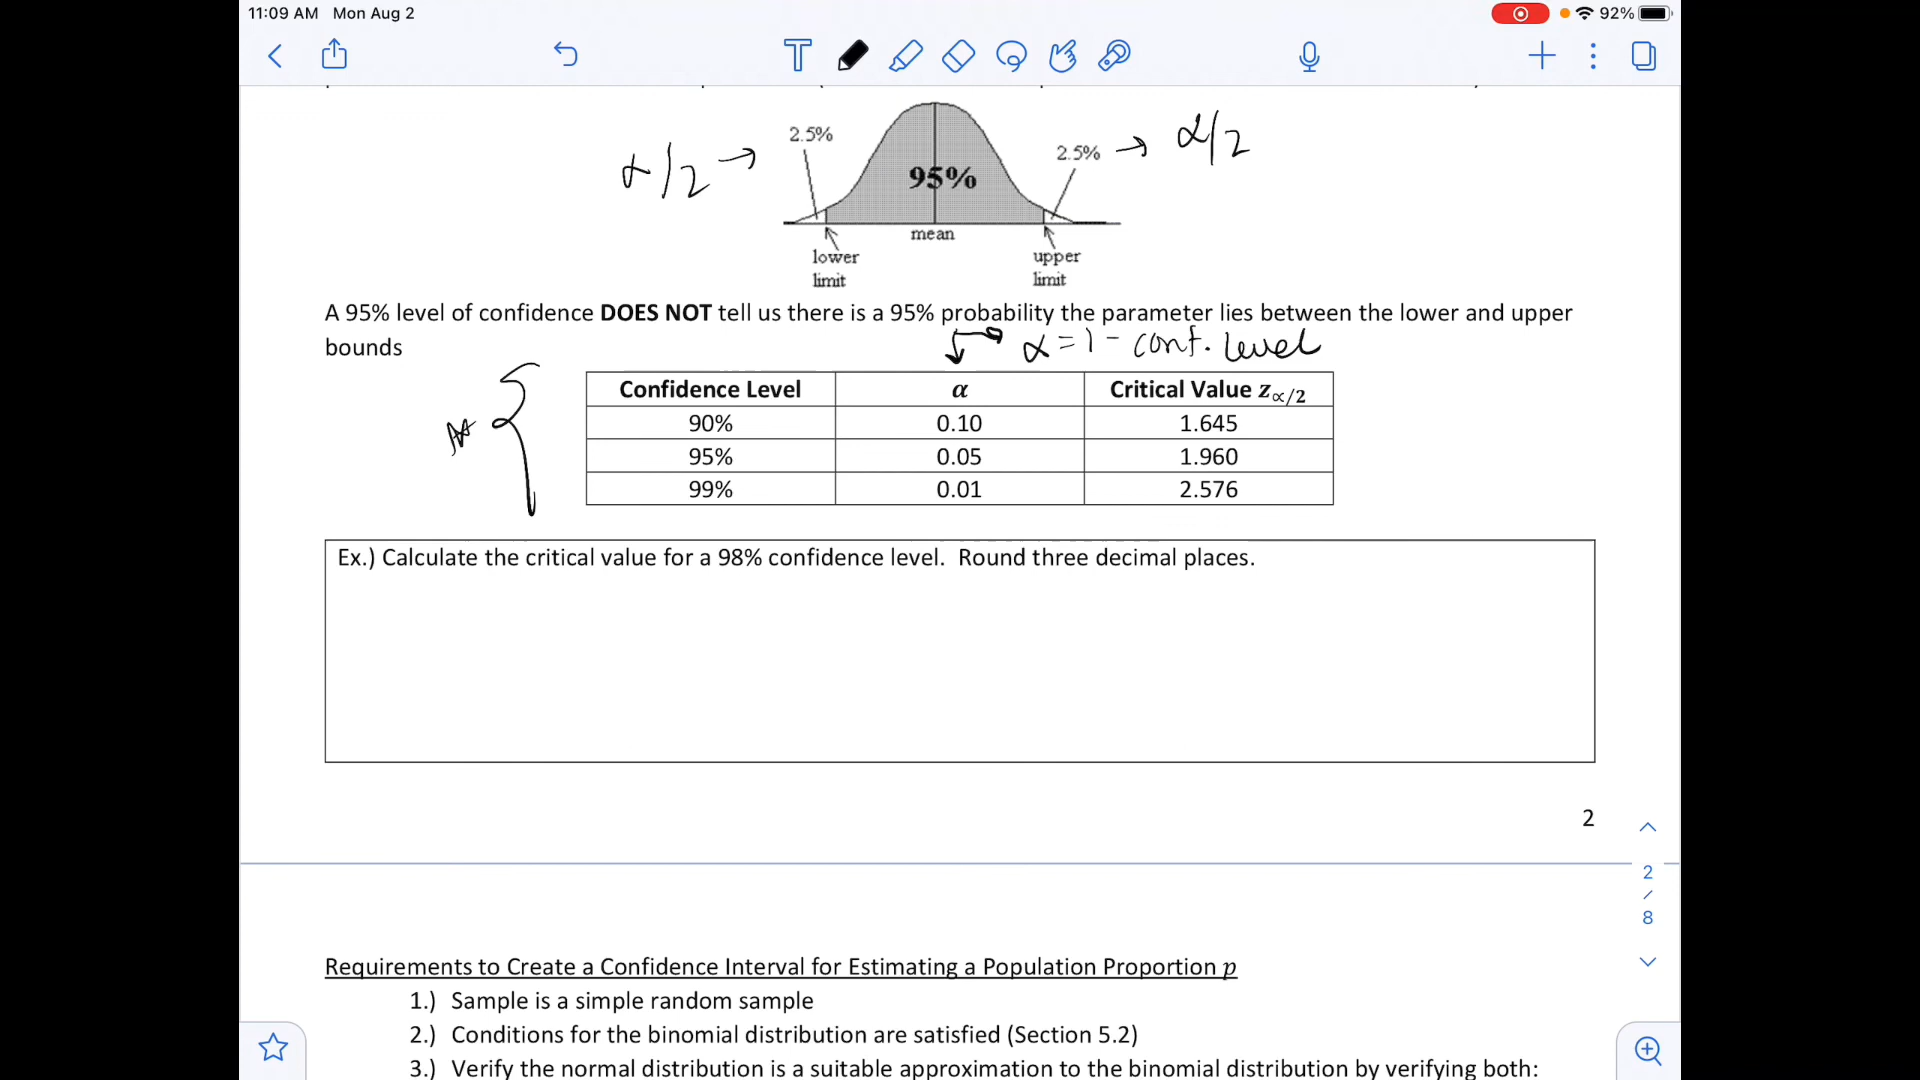 11:09 AM Mon Aug 2
92%
2.5%
α/2 →
2.5% → α/2
95%
mean
lower limit
upper limit
A 95% level of confidence DOES NOT tell us there is a 95% probability the parameter lies between the lower and upper
bounds
α = 1 - conf. level
Confidence Level α Critical Value z∝/2
90% 0.10 1.645
95% 0.05 1.960
99% 0.01 2.576
Ex.) Calculate the critical value for a 98% confidence level. Round three decimal places.
2
2
/
8
Requirements to Create a Confidence Interval for Estimating a Population Proportion p
1.) Sample is a simple random sample
2.) Conditions for the binomial distribution are satisfied (Section 5.2)
3.) Verify the normal distribution is a suitable approximation to the binomial distribution by verifying both: